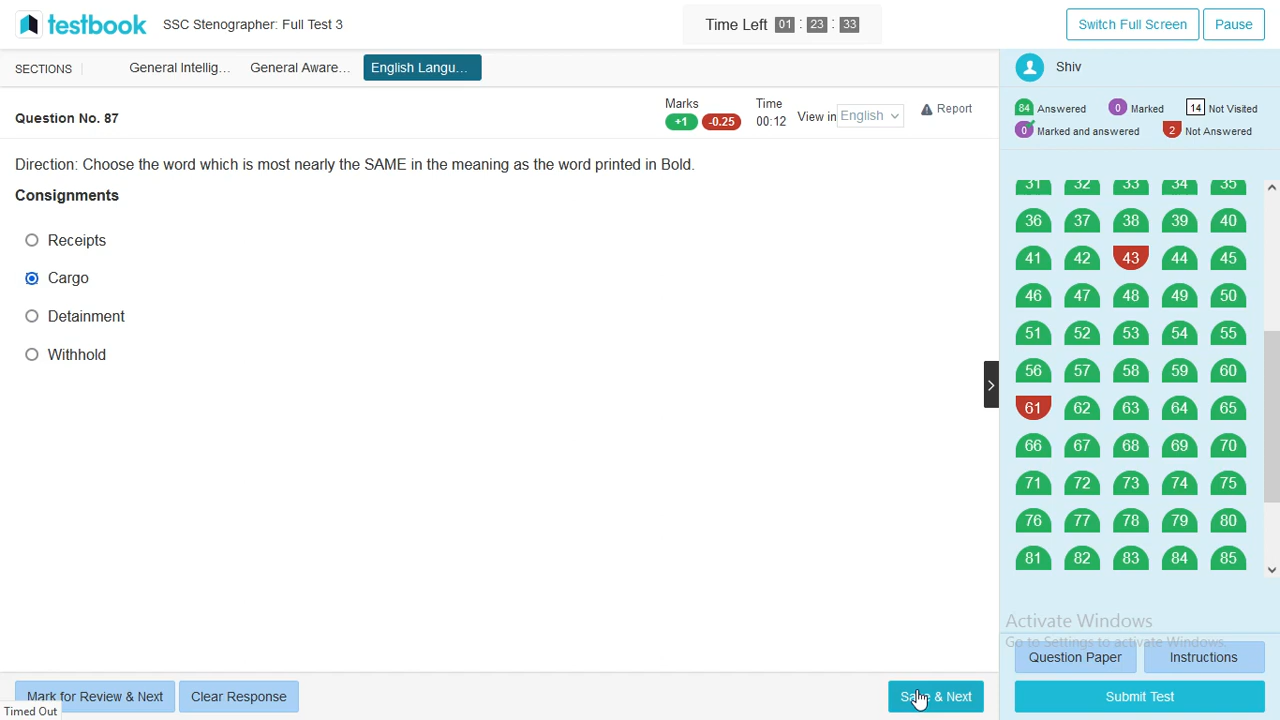 testbook SSC Stenographer: Full Test 3 Time Left 01 : 23 : 33 Switch Full Screen Pause
SECTIONS General Intellig... General Aware... English Langu... Shiv
Question No. 87 Marks +1 -0.25 Time 00:12 View in English Report
84 Answered 0 Marked 14 Not Visited
0 Marked and answered 2 Not Answered
Direction: Choose the word which is most nearly the SAME in the meaning as the word printed in Bold.
Consignments
Receipts
Cargo
Detainment
Withhold
31 32 33 34 35
36 37 38 39 40
41 42 43 44 45
46 47 48 49 50
51 52 53 54 55
56 57 58 59 60
61 62 63 64 65
66 67 68 69 70
71 72 73 74 75
76 77 78 79 80
81 82 83 84 85
Activate Windows
Go to Settings to activate Windows.
Question Paper Instructions
Mark for Review & Next Clear Response Save & Next Submit Test
Timed Out